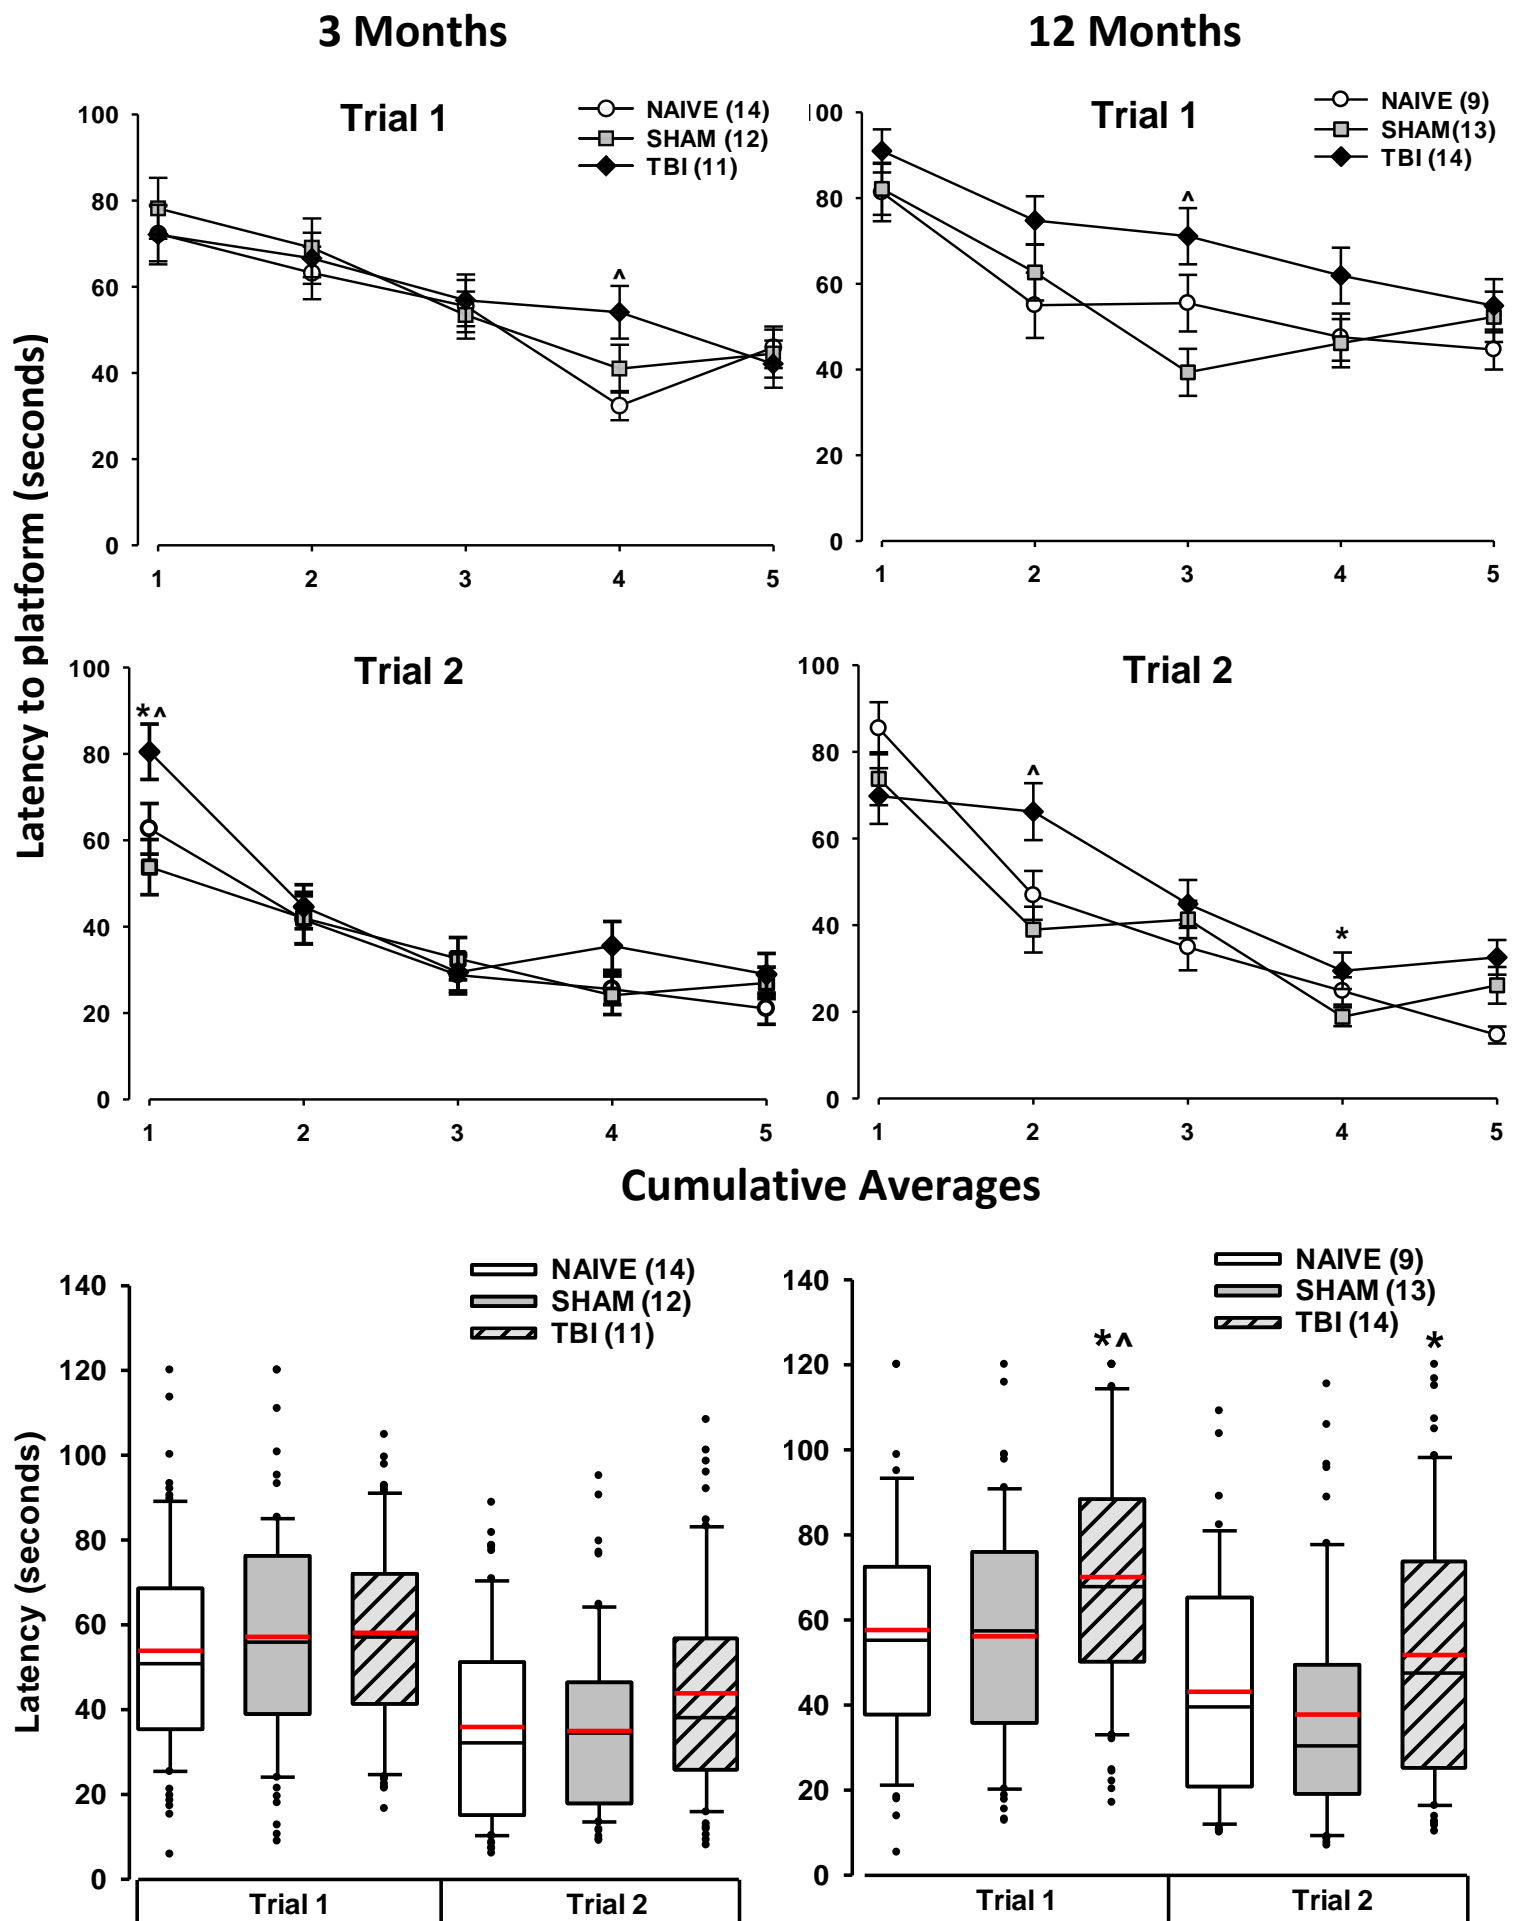 3 Months
12 Months
Latency to platform (seconds)
Trial 1
NAIVE (14)
SHAM (12)
TBI (11)
100
80
60
40
20
0
^
1 2 3 4 5
Trial 1
NAIVE (9)
SHAM(13)
TBI (14)
100
80
60
40
20
0
^
1 2 3 4 5
Trial 2
100
80
60
40
20
0
*^
1 2 3 4 5
Trial 2
100
80
60
40
20
0
^
*
1 2 3 4 5
Cumulative Averages
Latency (seconds)
NAIVE (14)
SHAM (12)
TBI (11)
140
120
100
80
60
40
20
0
Trial 1 Trial 2
NAIVE (9)
SHAM (13)
TBI (14)
140
120
100
80
60
40
20
0
*^
*
Trial 1 Trial 2